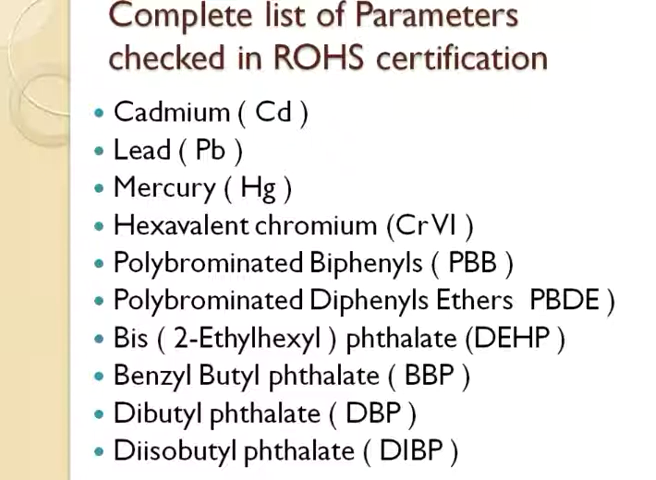 Complete list of Parameters
checked in ROHS certification
• Cadmium ( Cd )
• Lead ( Pb )
• Mercury ( Hg )
• Hexavalent chromium (Cr VI )
• Polybrominated Biphenyls ( PBB )
• Polybrominated Diphenyls Ethers PBDE )
• Bis ( 2-Ethylhexyl ) phthalate (DEHP )
• Benzyl Butyl phthalate ( BBP )
• Dibutyl phthalate ( DBP )
• Diisobutyl phthalate ( DIBP )